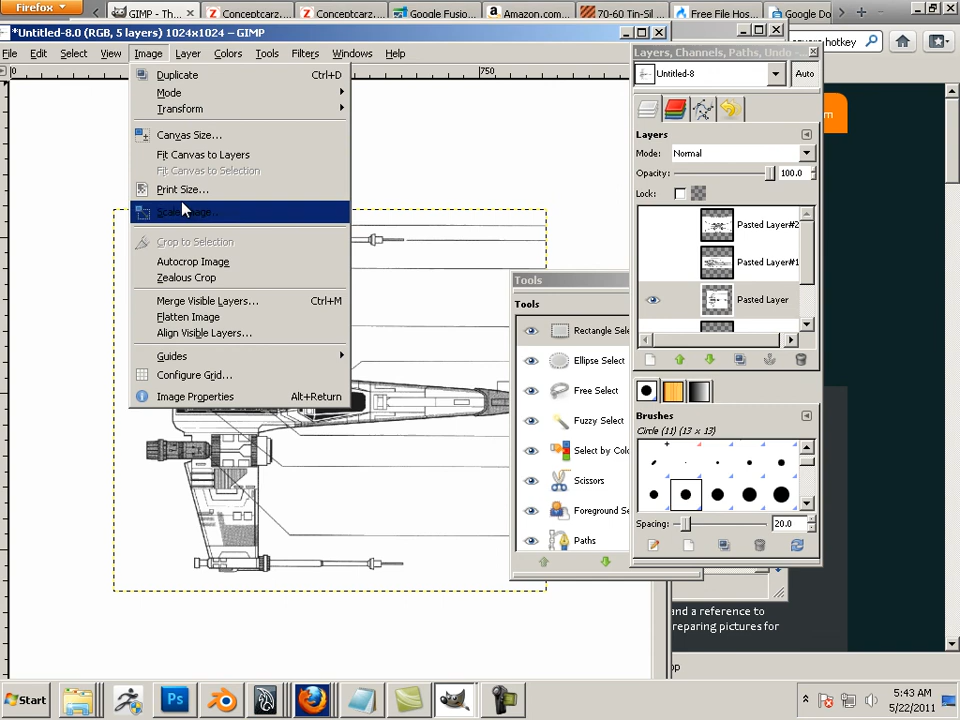 Firefox
GIMP - Th...
Conceptcarz....
Conceptcarz....
Google Fusio...
Amazon.com...
70-60 Tin-Sil...
Free File Hos...
Google Do
*Untitled-8.0 (RGB, 5 layers) 1024x1024 – GIMP
File Edit Select View Image Layer Colors Tools Filters Windows Help
0
750
Duplicate Ctrl+D
Mode
Transform
Canvas Size...
Fit Canvas to Layers
Fit Canvas to Selection
Print Size...
Crop to Selection
Autocrop Image
Zealous Crop
Merge Visible Layers... Ctrl+M
Flatten Image
Align Visible Layers...
Guides
Configure Grid...
Image Properties Alt+Return
Tools
Tools
Rectangle Sele
Ellipse Select
Free Select
Fuzzy Select
Select by Colo
Scissors
Foreground Se
Paths
Layers, Channels, Paths, Undo -...
Untitled-8
Auto
Layers
Mode: Normal
Opacity: 100.0
Lock:
Pasted Layer#2
Pasted Layer#1
Pasted Layer
Brushes
Circle (11) (13 x 13)
Spacing: 20.0
-hotkey
m
and a reference to
reparing pictures for
op
Start
Ps
5:43 AM
5/22/2011